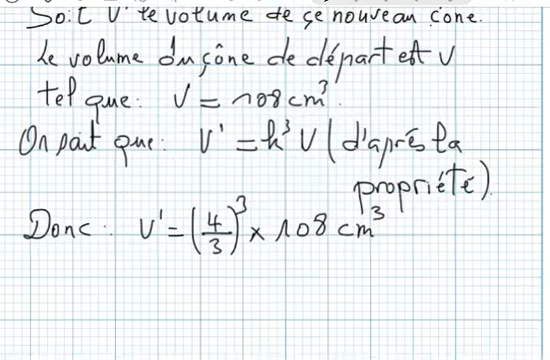 Soit V' le volume de ce nouveau cone.
Le volume du cône de départ est V
tel que: V = 108 cm³.
On sait que: V' = k³ V (d'après la
propriété).
Donc: V' = (4/3)³ × 108 cm³